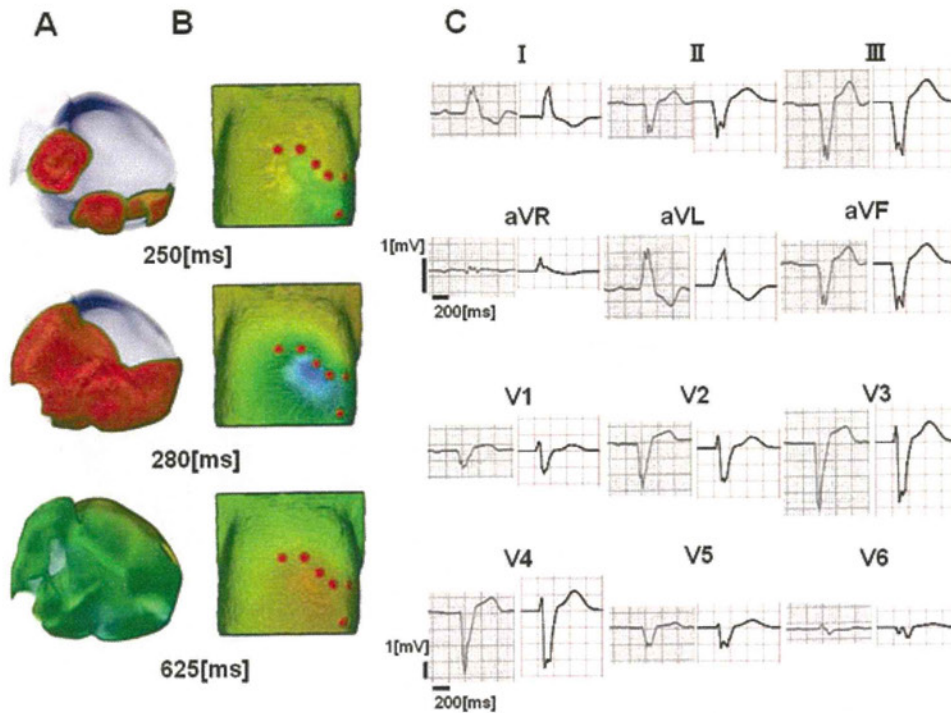 A B C
I II III
250[ms]
aVR aVL aVF
1[mV]
200[ms]
280[ms]
V1 V2 V3
V4 V5 V6
1[mV]
625[ms]
200[ms]